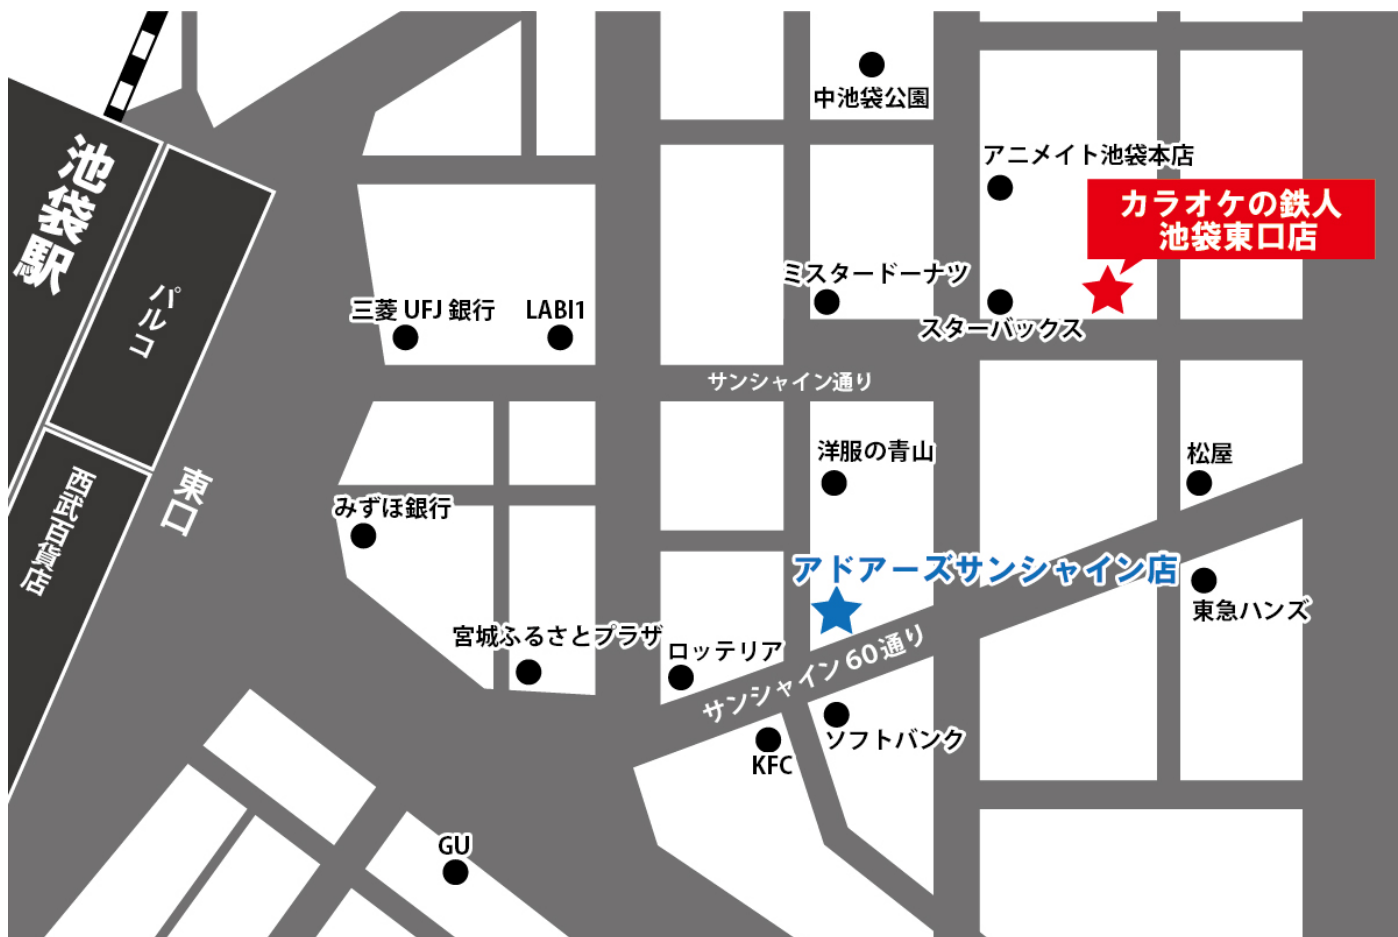 中池袋公園
アニメイト池袋本店
池袋駅
カラオケの鉄人
池袋東口店
パルコ
ミスタードーナツ
三菱 UFJ 銀行
LABI1
スターバックス
サンシャイン通り
洋服の青山
松屋
東口
西武百貨店
みずほ銀行
アドアーズサンシャイン店
東急ハンズ
宮城ふるさとプラザ
ロッテリア
サンシャイン 60 通り
ソフトバンク
KFC
GU